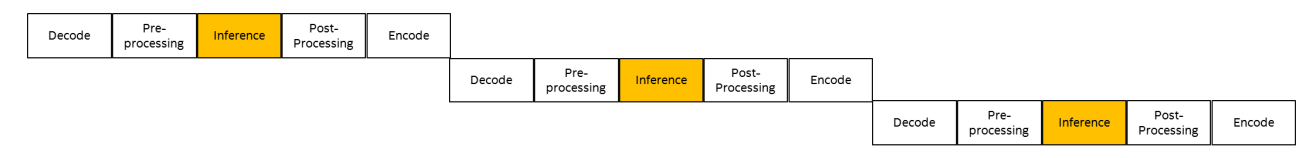 Decode
Pre-
processing
Inference
Post-
Processing
Encode
Decode
Pre-
processing
Inference
Post-
Processing
Encode
Decode
Pre-
processing
Inference
Post-
Processing
Encode